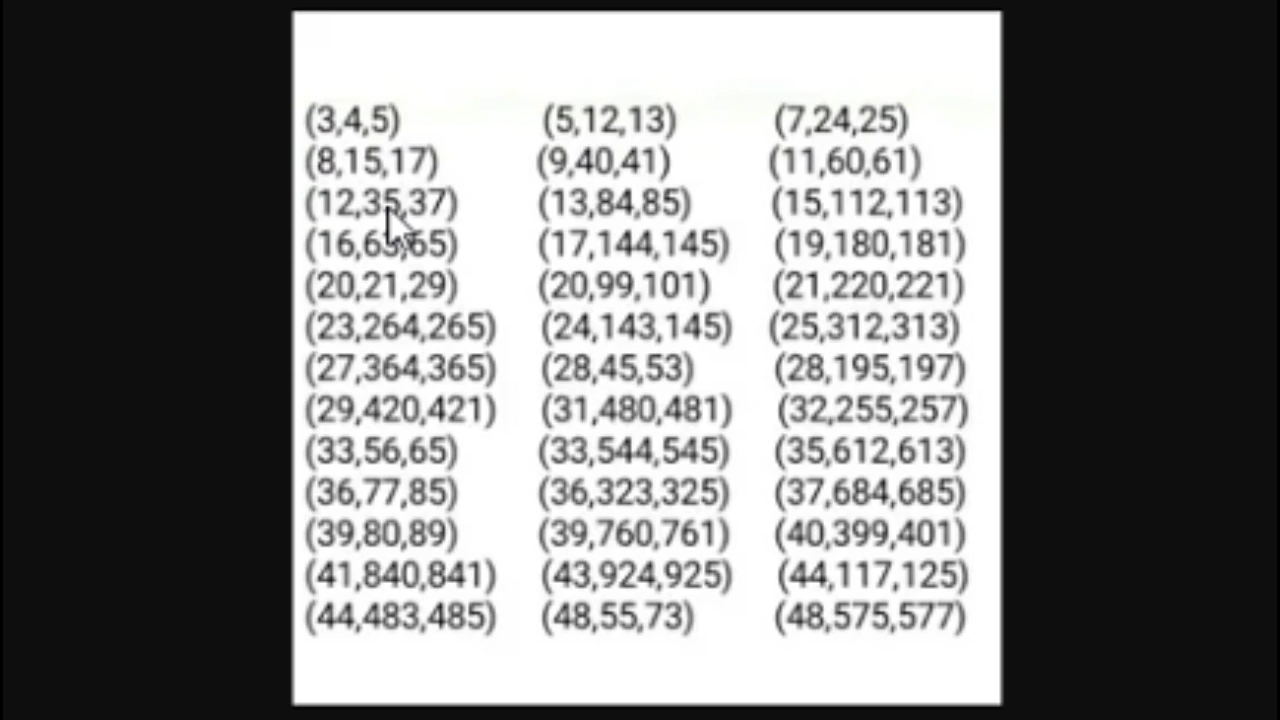 (3,4,5) (5,12,13) (7,24,25)
(8,15,17) (9,40,41) (11,60,61)
(12,35,37) (13,84,85) (15,112,113)
(16,63,65) (17,144,145) (19,180,181)
(20,21,29) (20,99,101) (21,220,221)
(23,264,265) (24,143,145) (25,312,313)
(27,364,365) (28,45,53) (28,195,197)
(29,420,421) (31,480,481) (32,255,257)
(33,56,65) (33,544,545) (35,612,613)
(36,77,85) (36,323,325) (37,684,685)
(39,80,89) (39,760,761) (40,399,401)
(41,840,841) (43,924,925) (44,117,125)
(44,483,485) (48,55,73) (48,575,577)